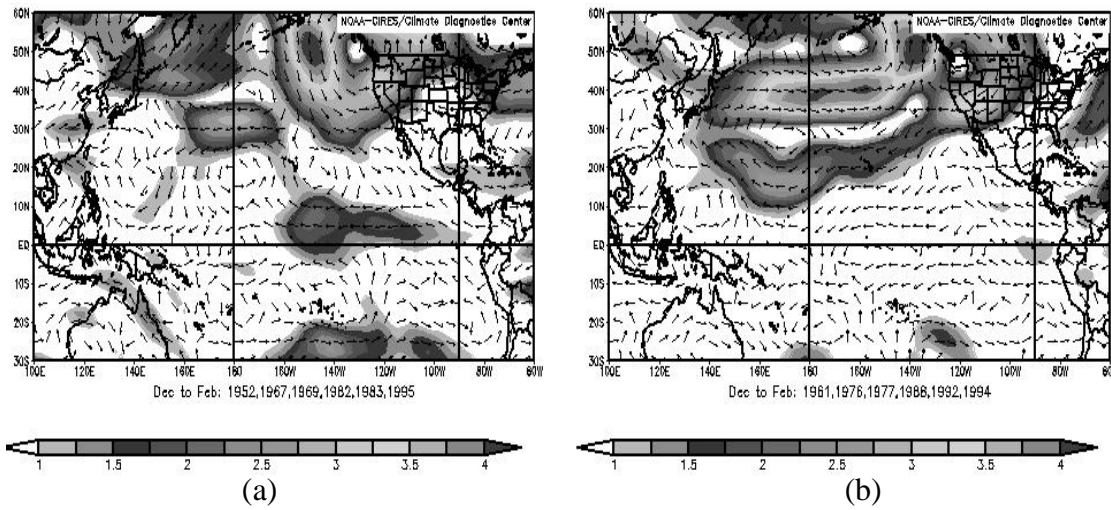 NOAA-CIRES/Climate Diagnostics Center
60N
50N
40N
30N
20N
10N
EQ
10S
20S
30S
100E 120E 140E 160E 180 160W 140W 120W 100W 80W 60W
Dec to Feb: 1952,1967,1969,1982,1983,1995
1 1.5 2 2.5 3 3.5 4
(a)
NOAA-CIRES/Climate Diagnostics Center
60N
50N
40N
30N
20N
10N
EQ
10S
20S
30S
100E 120E 140E 160E 180 160W 140W 120W 100W 80W 60
Dec to Feb: 1961,1976,1977,1988,1992,1994
1 1.5 2 2.5 3 3.5 4
(b)